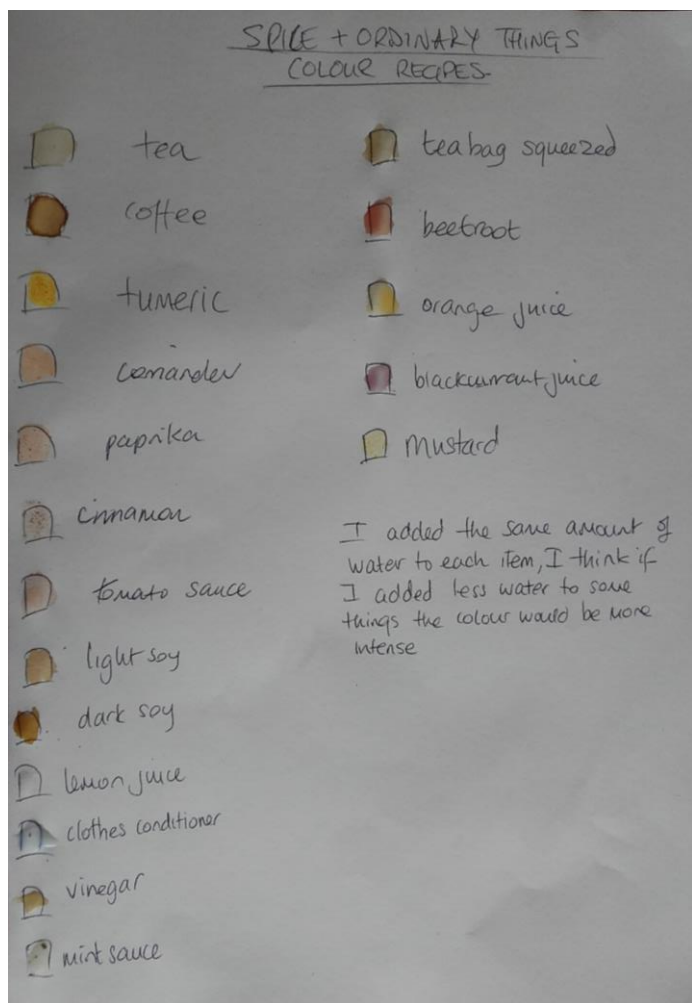 SPICE + ORDINARY THINGS
COLOUR RECIPES.
tea
coffee
tumeric
coriander
paprika
cinnamon
tomato sauce
light soy
dark soy
lemon juice
clothes conditioner
vinegar
mint sauce
tea bag squeezed
beetroot
orange juice
blackcurrant juice
mustard
I added the same amount of
water to each item, I think if
I added less water to some
things the colour would be more
intense